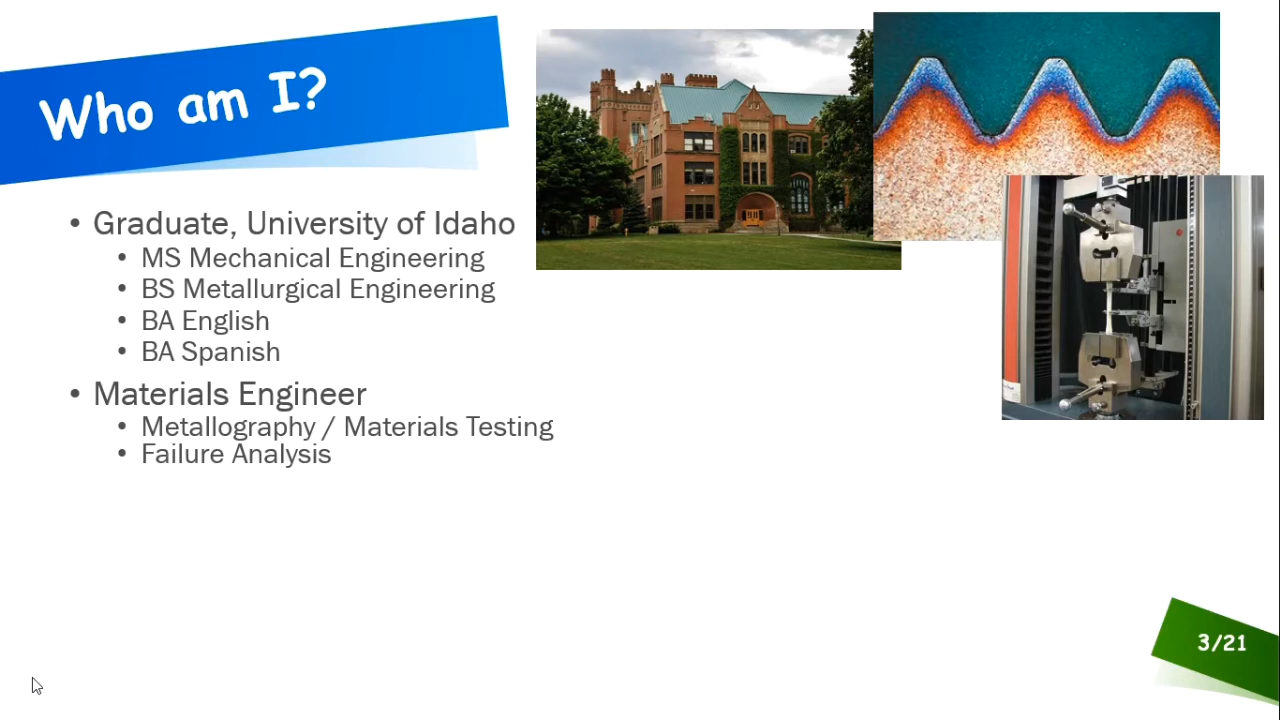 Who am I?
• Graduate, University of Idaho
• MS Mechanical Engineering
• BS Metallurgical Engineering
• BA English
• BA Spanish
• Materials Engineer
• Metallography / Materials Testing
• Failure Analysis
3/21